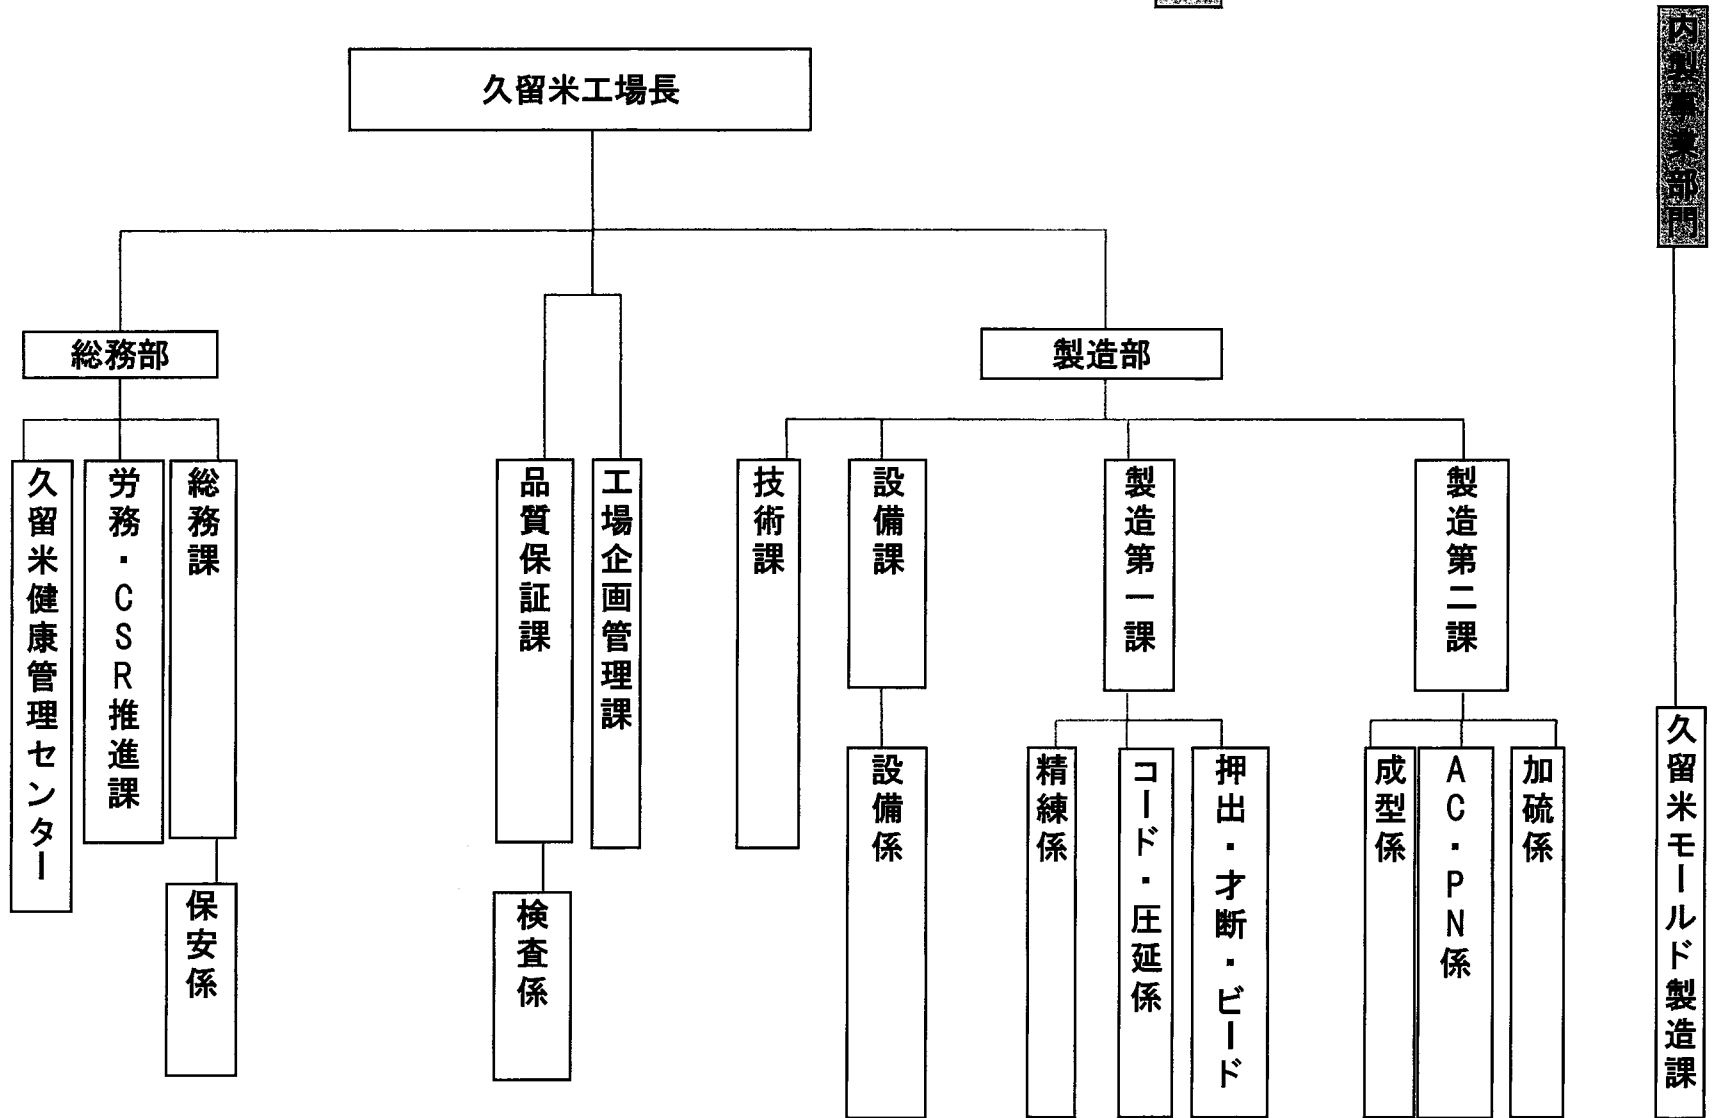 内製事業部門
久留米工場長
総務部
製造部
久留米健康管理センター
労務・CSR推進課
総務課
品質保証課
工場企画管理課
技術課
設備課
製造第一課
製造第二課
久留米モールド製造課
保安係
検査係
設備係
精練係
コード・圧延係
押出・才断・ビード
成型係
AC・PN係
加硫係